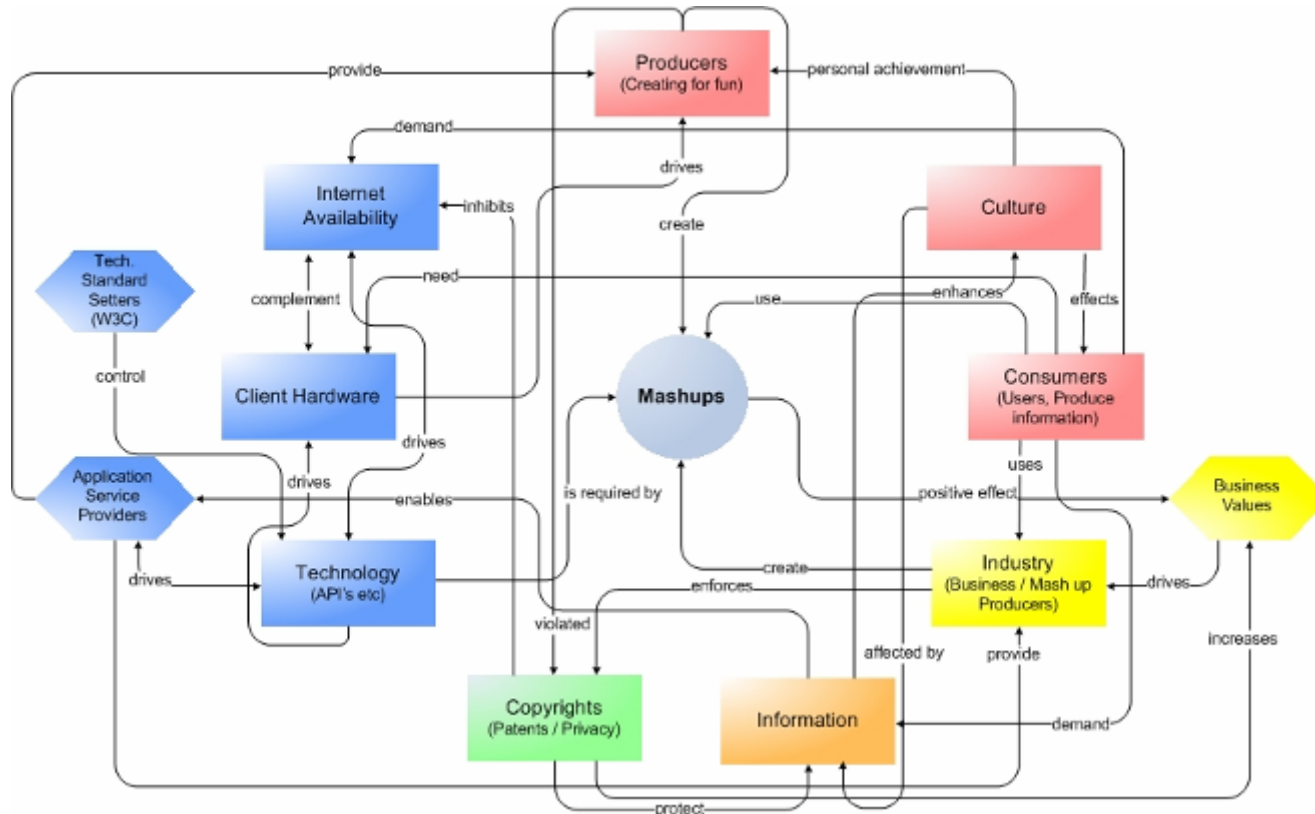 Producers
(Creating for fun)
provide
personal achievement
demand
drives
Internet
Availability
inhibits
create
Culture
Tech.
Standard
Setters
(W3C)
complement
need
use
enhances
effects
control
Client Hardware
Mashups
Consumers
(Users, Produce
information)
drives
Application
Service
Providers
drives
enables
is required by
uses
positive effect
Business
Values
drives
Technology
(API's etc)
create
enforces
Industry
(Business / Mash up
Producers)
drives
violated
affected by
provide
increases
Copyrights
(Patents / Privacy)
Information
demand
protect